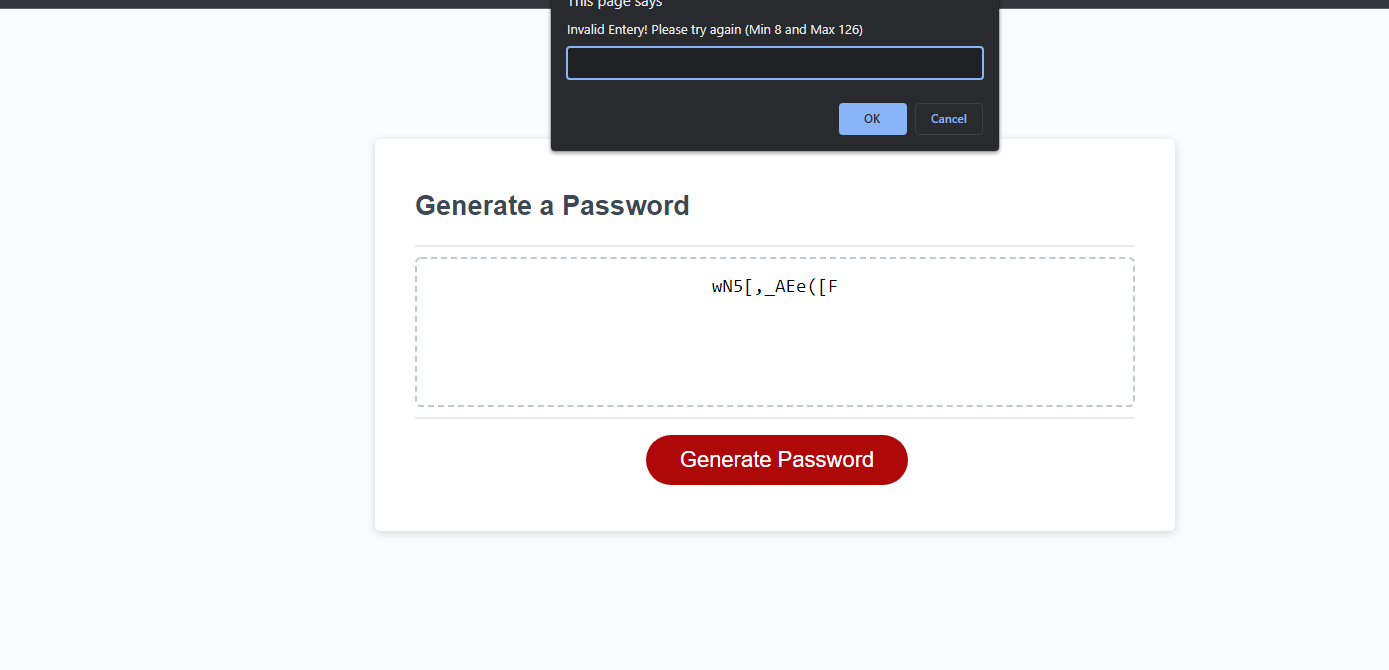 This page says
Invalid Entery! Please try again (Min 8 and Max 126)
OK
Cancel
Generate a Password
wN5[,_AEe([F
Generate Password